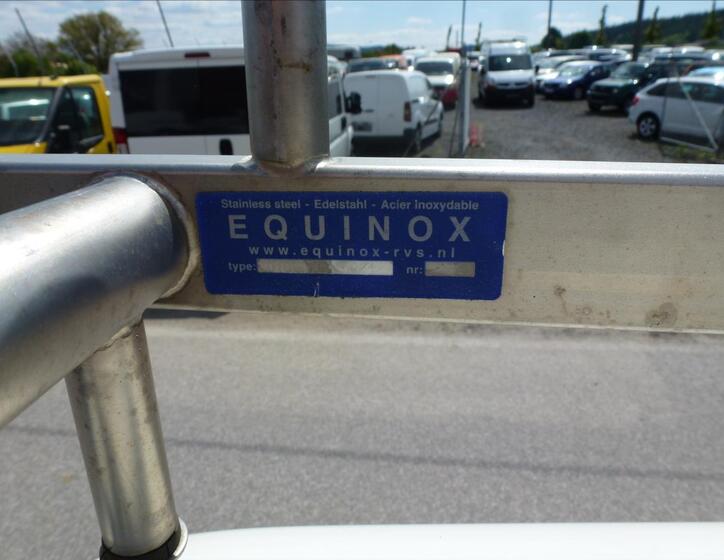 Stainless steel - Edelstahl - Acier inoxydable
EQUINOX
www.equinox-rvs.nl
type: nr: